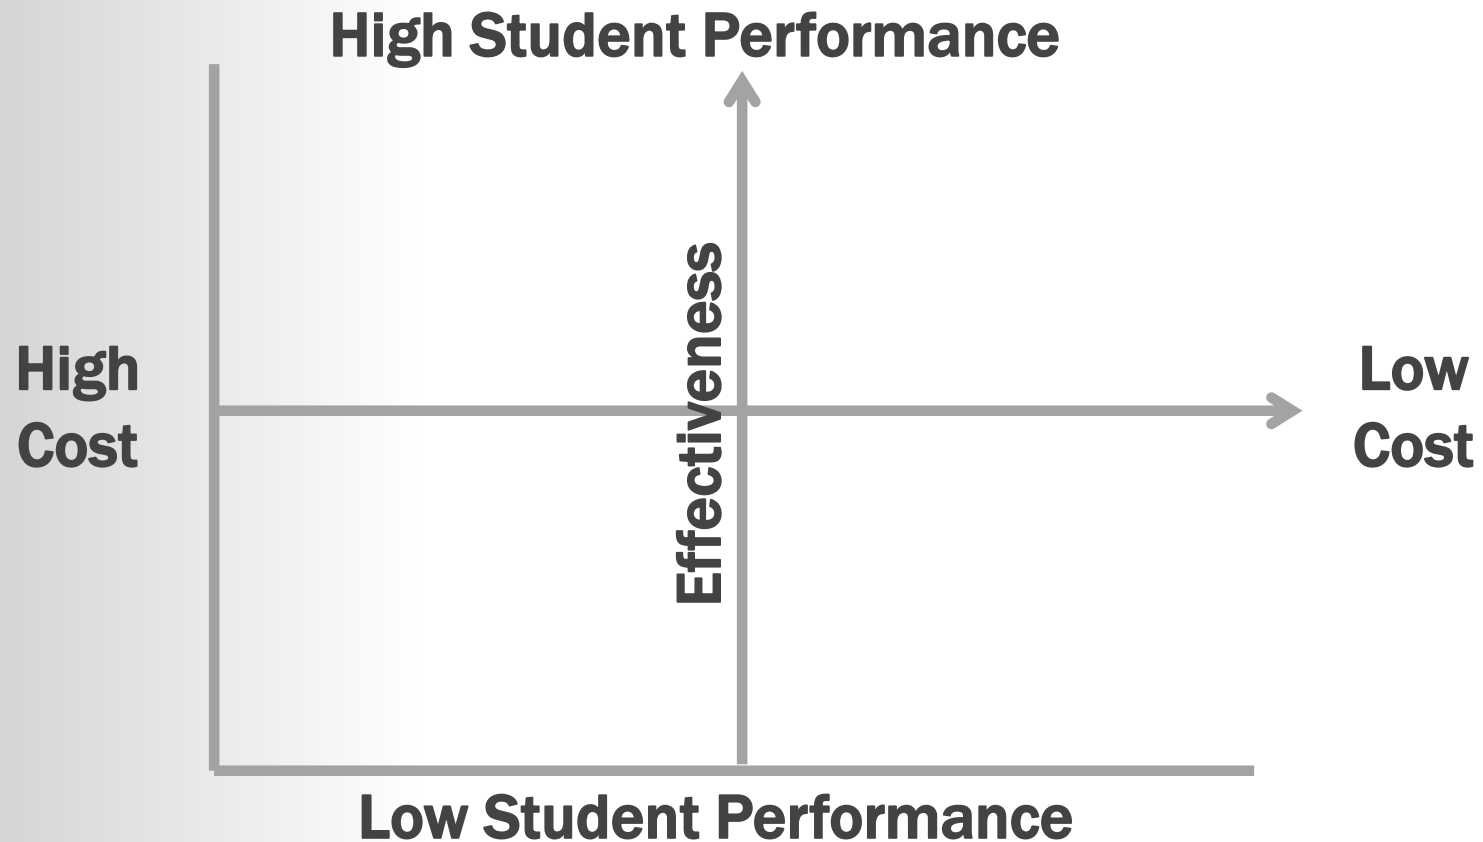 High Student Performance
Effectiveness
High
Cost
Low
Cost
Low Student Performance